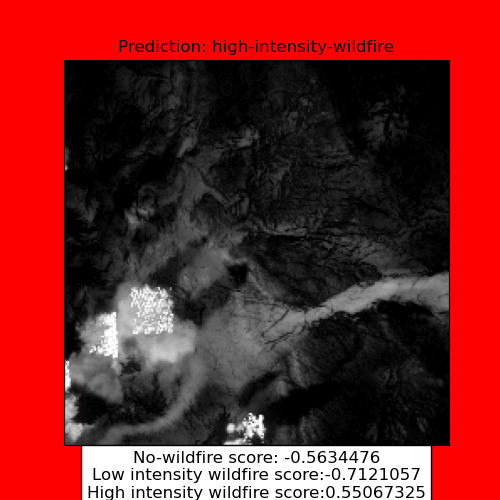 Prediction: high-intensity-wildfire
No-wildfire score: -0.5634476
Low intensity wildfire score:-0.7121057
High intensity wildfire score:0.55067325